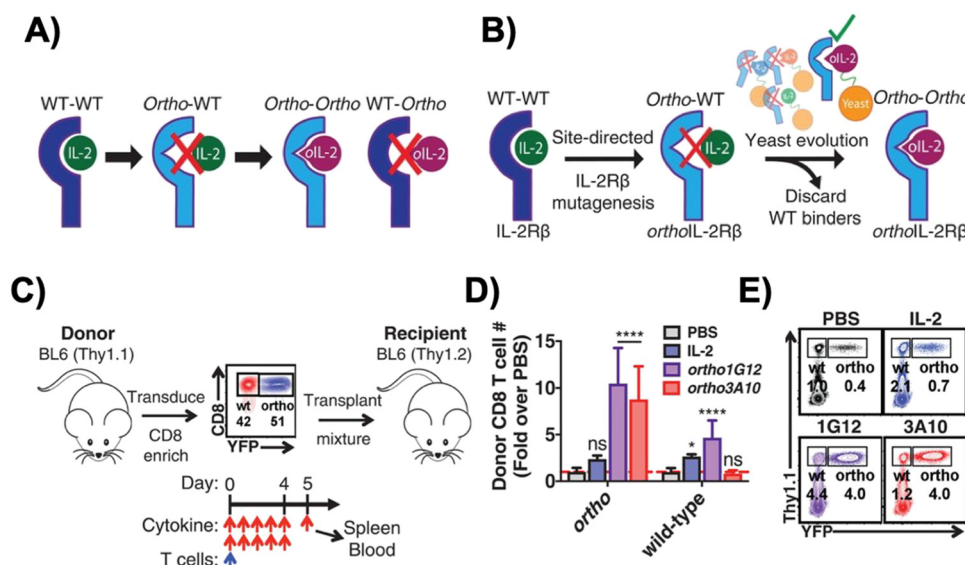 A)
WT-WT
Ortho-WT
Ortho-Ortho
WT-Ortho
IL-2
IL-2
oIL-2
oIL-2
B)
WT-WT
Ortho-WT
Ortho-Ortho
IL-2
Site-directed
IL-2Rβ
mutagenesis
IL-2
Yeast evolution
Discard
WT binders
oIL-2
Yeast
oIL-2
IL-2Rβ
orthoIL-2Rβ
orthoIL-2Rβ
C)
Donor
BL6 (Thy1.1)
Transduce
CD8
enrich
CD8
wt
42
ortho
51
YFP
Transplant
mixture
Recipient
BL6 (Thy1.2)
Day:
0
4
5
Cytokine:
T cells:
Spleen
Blood
D)
Donor CD8 T cell #
(Fold over PBS)
15
10
5
0
ns
****
*
****
ns
PBS
IL-2
ortho1G12
ortho3A10
ortho
wild-type
E)
PBS
IL-2
wt
1.0
ortho
0.4
wt
2.1
ortho
0.7
1G12
3A10
wt
4.4
ortho
4.0
wt
1.2
ortho
4.0
Thy1.1
YFP